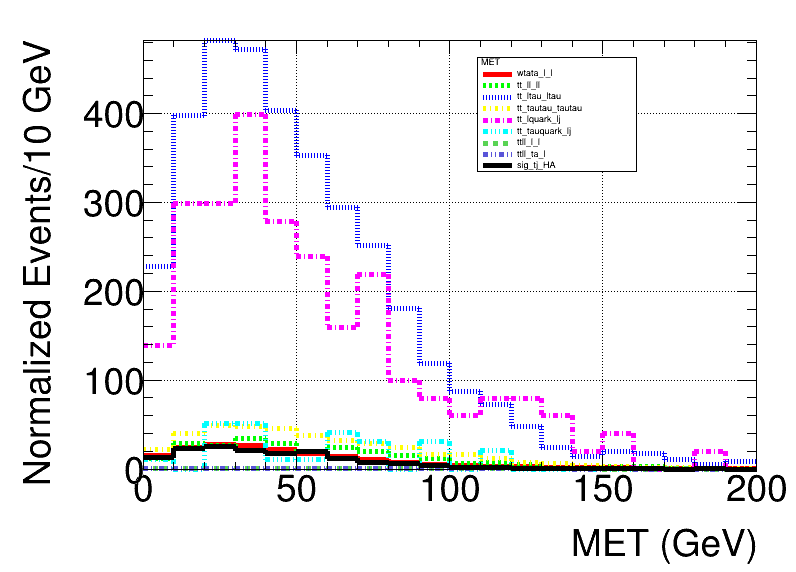 Normalized Events/10 GeV
400
300
200
100
0
0 50 100 150 200
MET (GeV)
MET
wtata_l_l
tt_ll_ll
tt_ltau_ltau
tt_tautau_tautau
tt_lquark_lj
tt_tauquark_lj
ttll_l_l
ttll_ta_l
sig_tj_HA